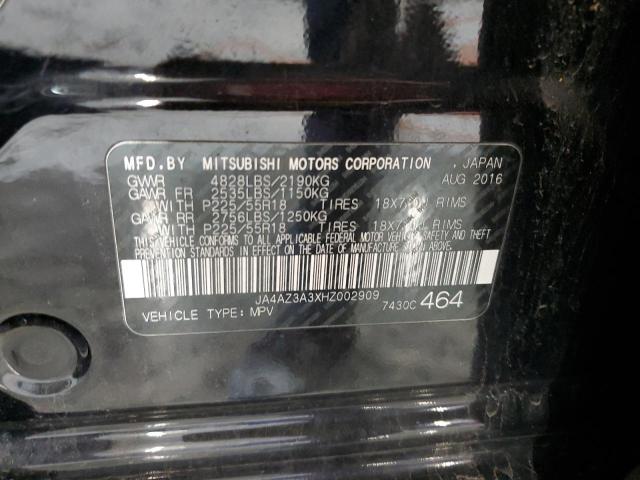 MFD.BY MITSUBISHI MOTORS CORPORATION , JAPAN
GVWR 4828LBS/2190KG AUG 2016
GAWR FR 2535LBS/1150KG
WITH P225/55R18 TIRES RIMS
GAWR RR 2756LBS/1250KG
WITH P225/55R18 TIRES RIMS
THIS VEHICLE CONFORMS TO ALL APPLICABLE FEDERAL MOTOR VEHICLE SAFETY AND THEFT
PREVENTION STANDARDS IN EFFECT ON THE DATE OF MANUFACTURE SHOWN ABOVE.
JA4AZ3A3XHZ002909
VEHICLE TYPE: MPV 7430C 464